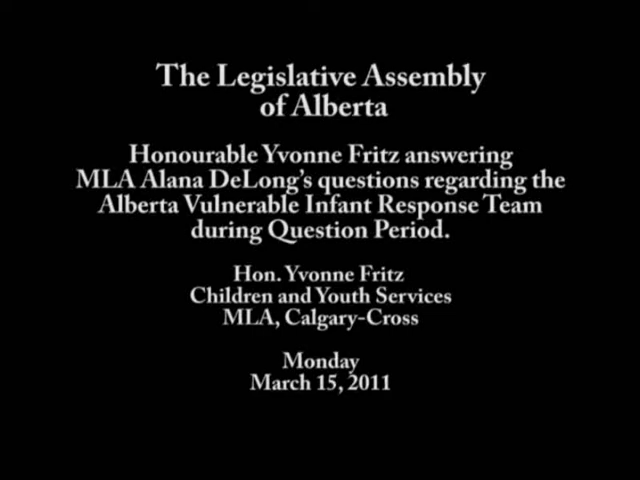 The Legislative Assembly
of Alberta
Honourable Yvonne Fritz answering
MLA Alana DeLong's questions regarding the
Alberta Vulnerable Infant Response Team
during Question Period.
Hon. Yvonne Fritz
Children and Youth Services
MLA, Calgary-Cross
Monday
March 15, 2011